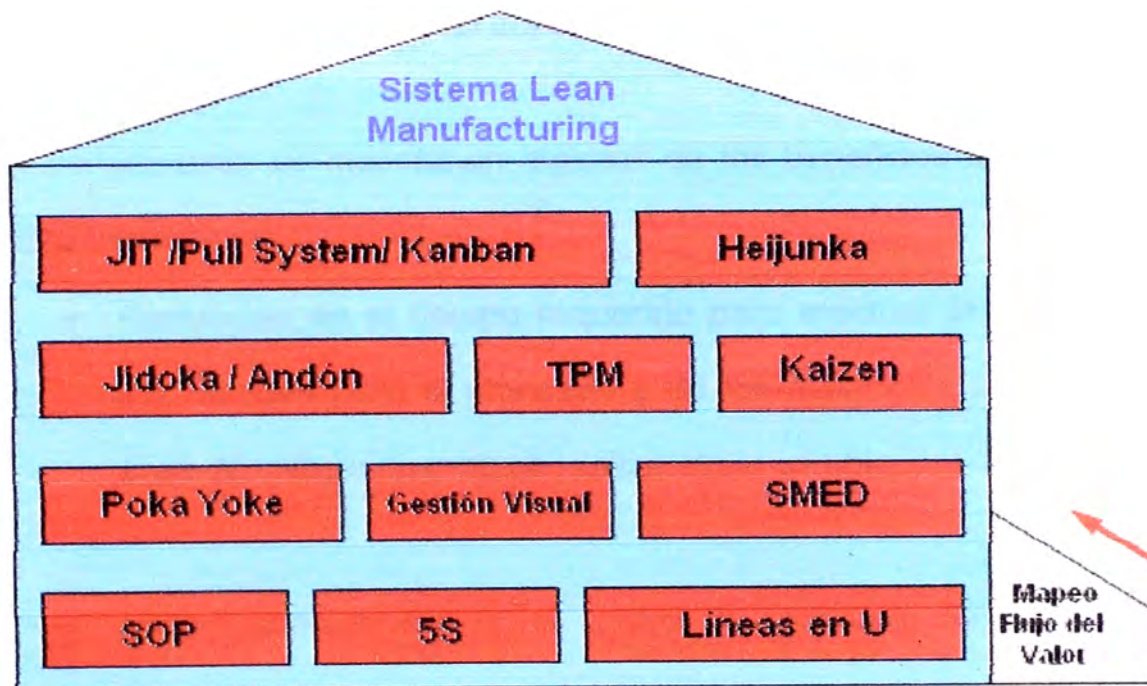 Sistema Lean
Manufacturing
JIT /Pull System/ Kanban
Heijunka
Jidoka / Andón
TPM
Kaizen
Poka Yoke
Gestión Visual
SMED
SOP
5S
Lineas en U
Mapeo
Flujo del
Valor